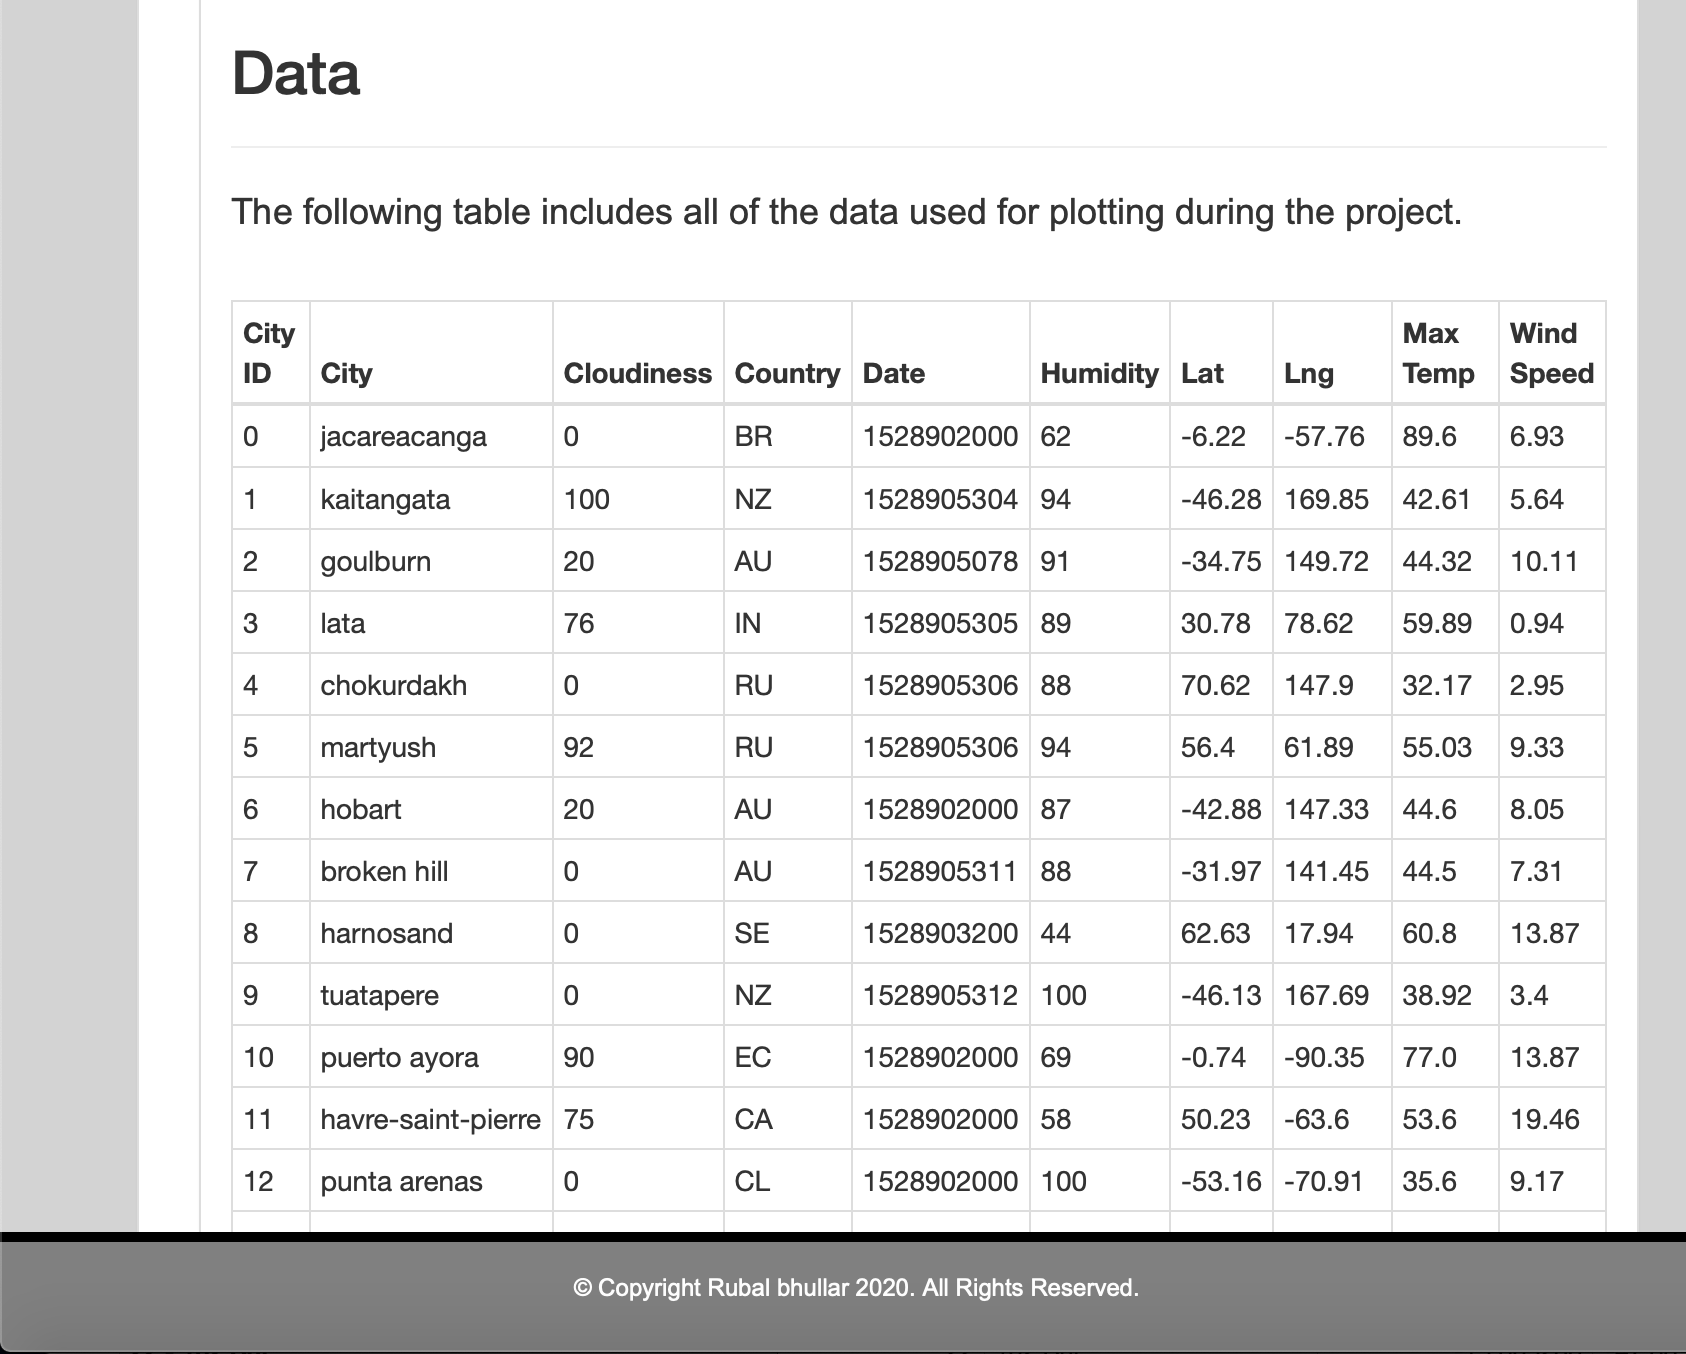 Data
The following table includes all of the data used for plotting during the project.
City ID City Cloudiness Country Date Humidity Lat Lng Max Temp Wind Speed
0 jacareacanga 0 BR 1528902000 62 -6.22 -57.76 89.6 6.93
1 kaitangata 100 NZ 1528905304 94 -46.28 169.85 42.61 5.64
2 goulburn 20 AU 1528905078 91 -34.75 149.72 44.32 10.11
3 lata 76 IN 1528905305 89 30.78 78.62 59.89 0.94
4 chokurdakh 0 RU 1528905306 88 70.62 147.9 32.17 2.95
5 martyush 92 RU 1528905306 94 56.4 61.89 55.03 9.33
6 hobart 20 AU 1528902000 87 -42.88 147.33 44.6 8.05
7 broken hill 0 AU 1528905311 88 -31.97 141.45 44.5 7.31
8 harnosand 0 SE 1528903200 44 62.63 17.94 60.8 13.87
9 tuatapere 0 NZ 1528905312 100 -46.13 167.69 38.92 3.4
10 puerto ayora 90 EC 1528902000 69 -0.74 -90.35 77.0 13.87
11 havre-saint-pierre 75 CA 1528902000 58 50.23 -63.6 53.6 19.46
12 punta arenas 0 CL 1528902000 100 -53.16 -70.91 35.6 9.17
© Copyright Rubal bhullar 2020. All Rights Reserved.